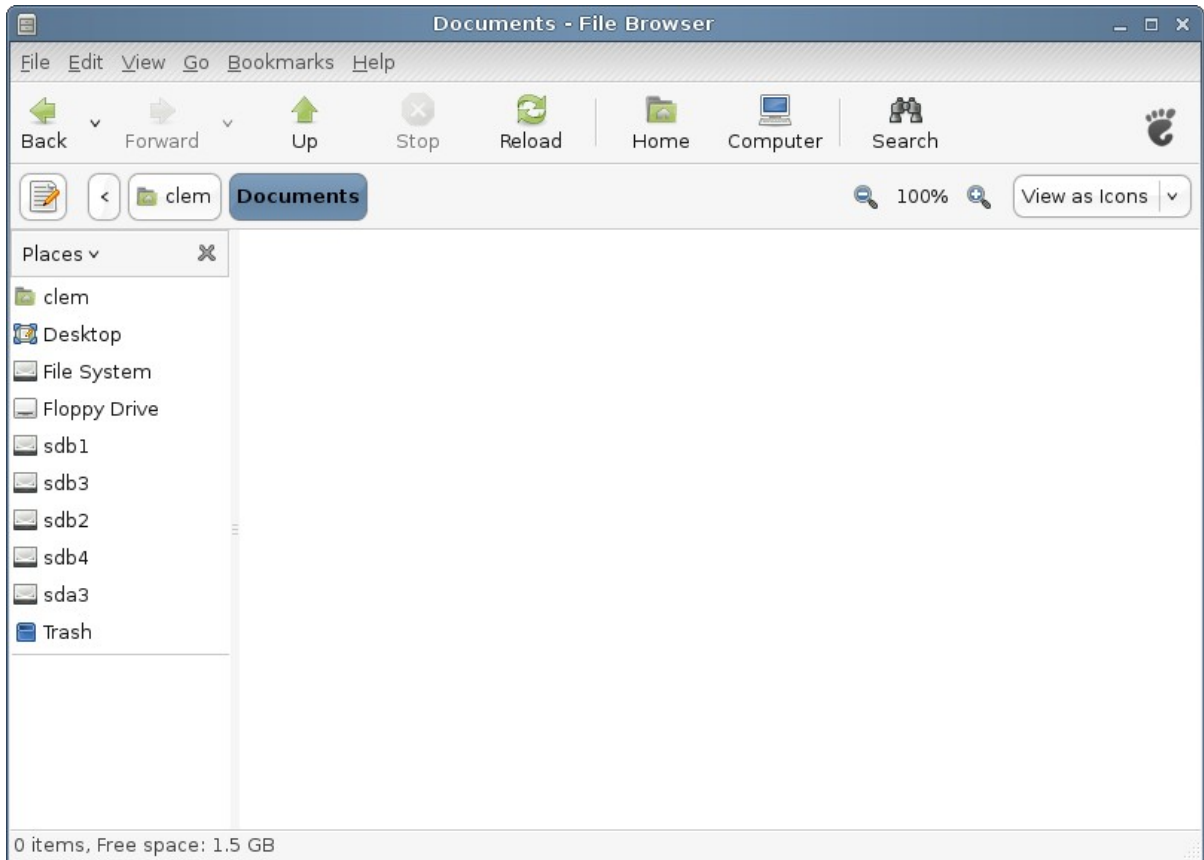 Documents - File Browser
File Edit View Go Bookmarks Help
Back Forward Up Stop Reload Home Computer Search
< clem Documents 100% View as Icons
Places
clem
Desktop
File System
Floppy Drive
sdb1
sdb3
sdb2
sdb4
sda3
Trash
0 items, Free space: 1.5 GB